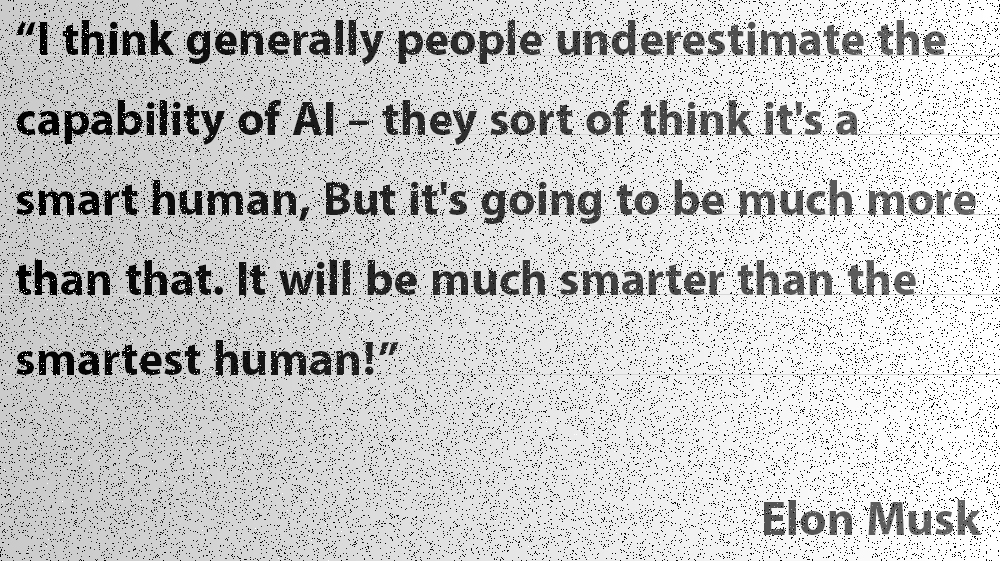 “I think generally people underestimate the
capability of AI – they sort of think it's a
smart human, But it's going to be much more
than that. It will be much smarter than the
smartest human!”
Elon Musk